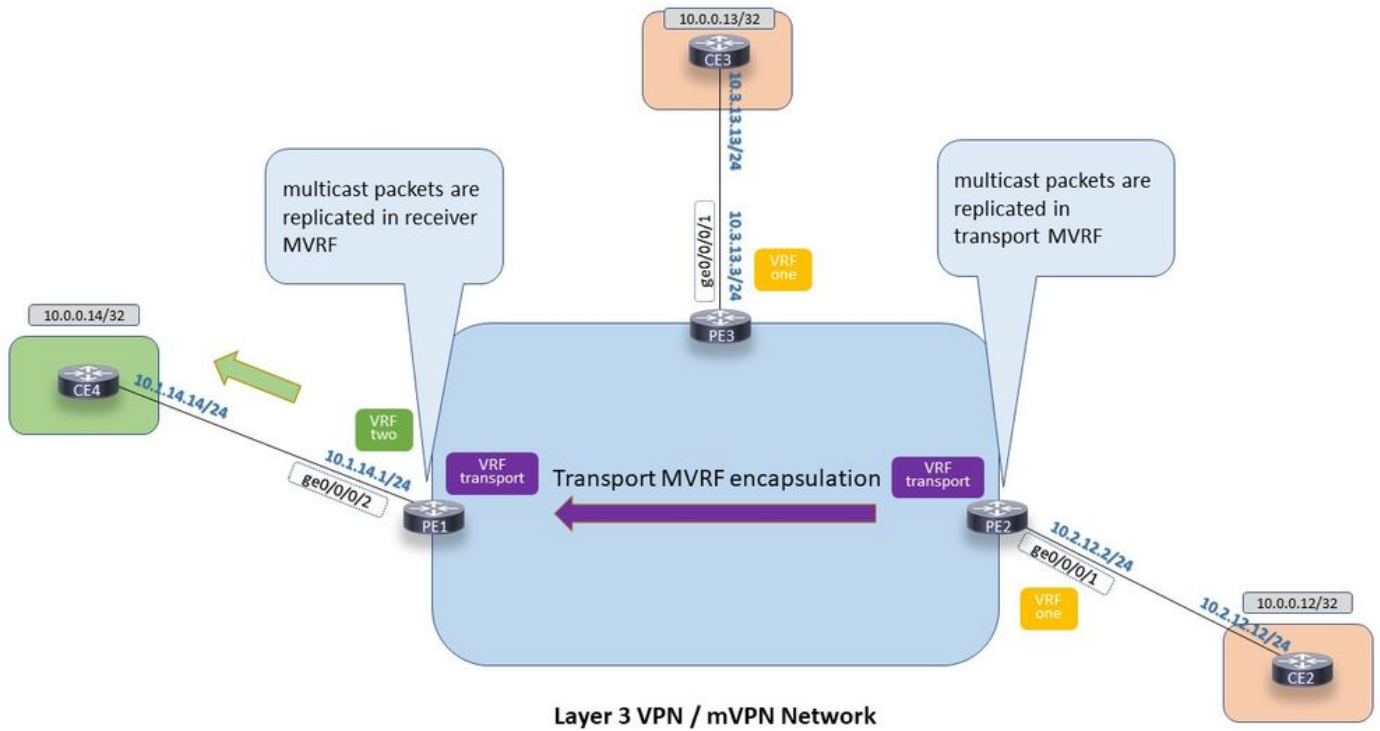 10.0.0.13/32
CE3
10.3.13.13/24
multicast packets are
replicated in receiver
MVRF
multicast packets are
replicated in
transport MVRF
ge0/0/0/1
10.3.13.3/24
VRF
one
PE3
10.0.0.14/32
CE4
10.1.14.14/24
VRF
two
10.1.14.1/24
ge0/0/0/2
PE1
VRF
transport
Transport MVRF encapsulation
VRF
transport
PE2
10.2.12.2/24
ge0/0/0/1
VRF
one
10.0.0.12/32
10.2.12.12/24
CE2
Layer 3 VPN / mVPN Network